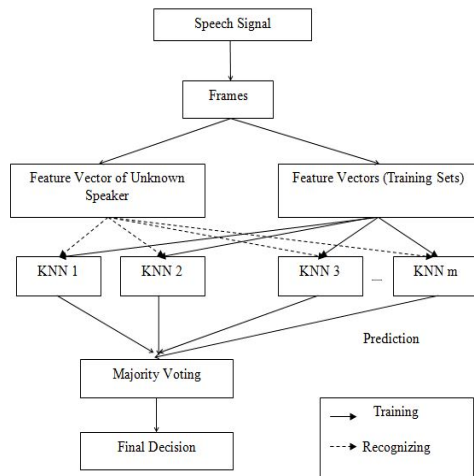 Speech Signal
Frames
Feature Vector of Unknown
Speaker
Feature Vectors (Training Sets)
KNN 1
KNN 2
KNN 3
...
KNN m
Prediction
Majority Voting
Training
Final Decision
Recognizing